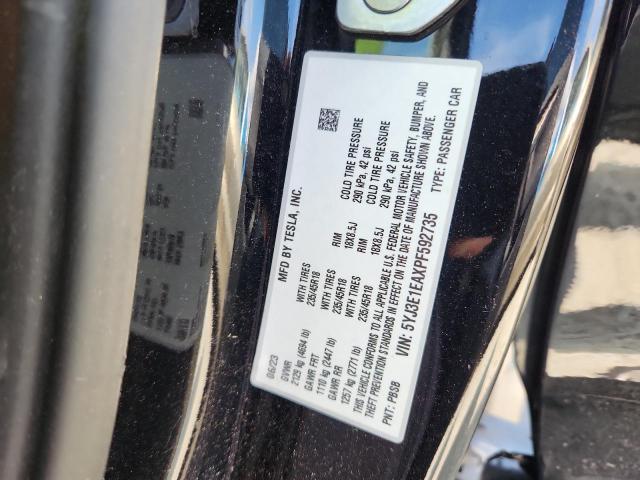 MFD BY TESLA, INC.
06/23
GVWR
2129 kg (4694 lb)
GAWR FRT WITH TIRES RIM COLD TIRE PRESSURE
1110 kg (2447 lb) 235/45R18 18X8.5J 290 kPa, 42 psi
GAWR RR WITH TIRES RIM COLD TIRE PRESSURE
1257 kg (2771 lb) 235/45R18 18X8.5J 290 kPa, 42 psi
THIS VEHICLE CONFORMS TO ALL APPLICABLE U.S. FEDERAL MOTOR VEHICLE SAFETY, BUMPER, AND
THEFT PREVENTION STANDARDS IN EFFECT ON THE DATE OF MANUFACTURE SHOWN ABOVE.
VIN: 5YJ3E1EAXPF592735 TYPE: PASSENGER CAR
PNT: PBSB